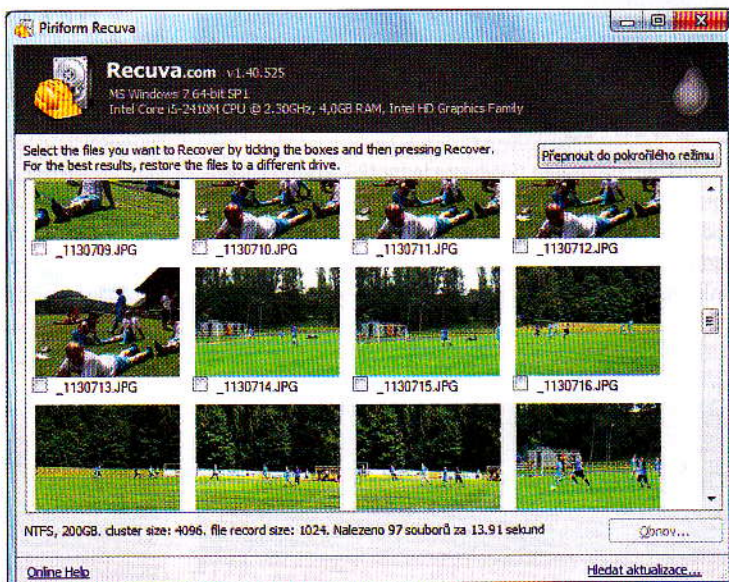 Piriform Recuva
Recuva.com v1.40.525
MS Windows 7 64-bit SP1
Intel Core i5-2410M CPU @ 2.30GHz, 4,0GB RAM, Intel HD Graphics Family
Select the files you want to Recover by ticking the boxes and then pressing Recover.
For the best results, restore the files to a different drive.
Přepnout do pokročilého režimu
_1130709.JPG
_1130710.JPG
_1130711.JPG
_1130712.JPG
_1130713.JPG
_1130714.JPG
_1130715.JPG
_1130716.JPG
NTFS, 200GB. cluster size: 4096. file record size: 1024. Nalezeno 97 souborů za 13.91 sekund
Obnov...
Online Help
Hledat aktualizace...